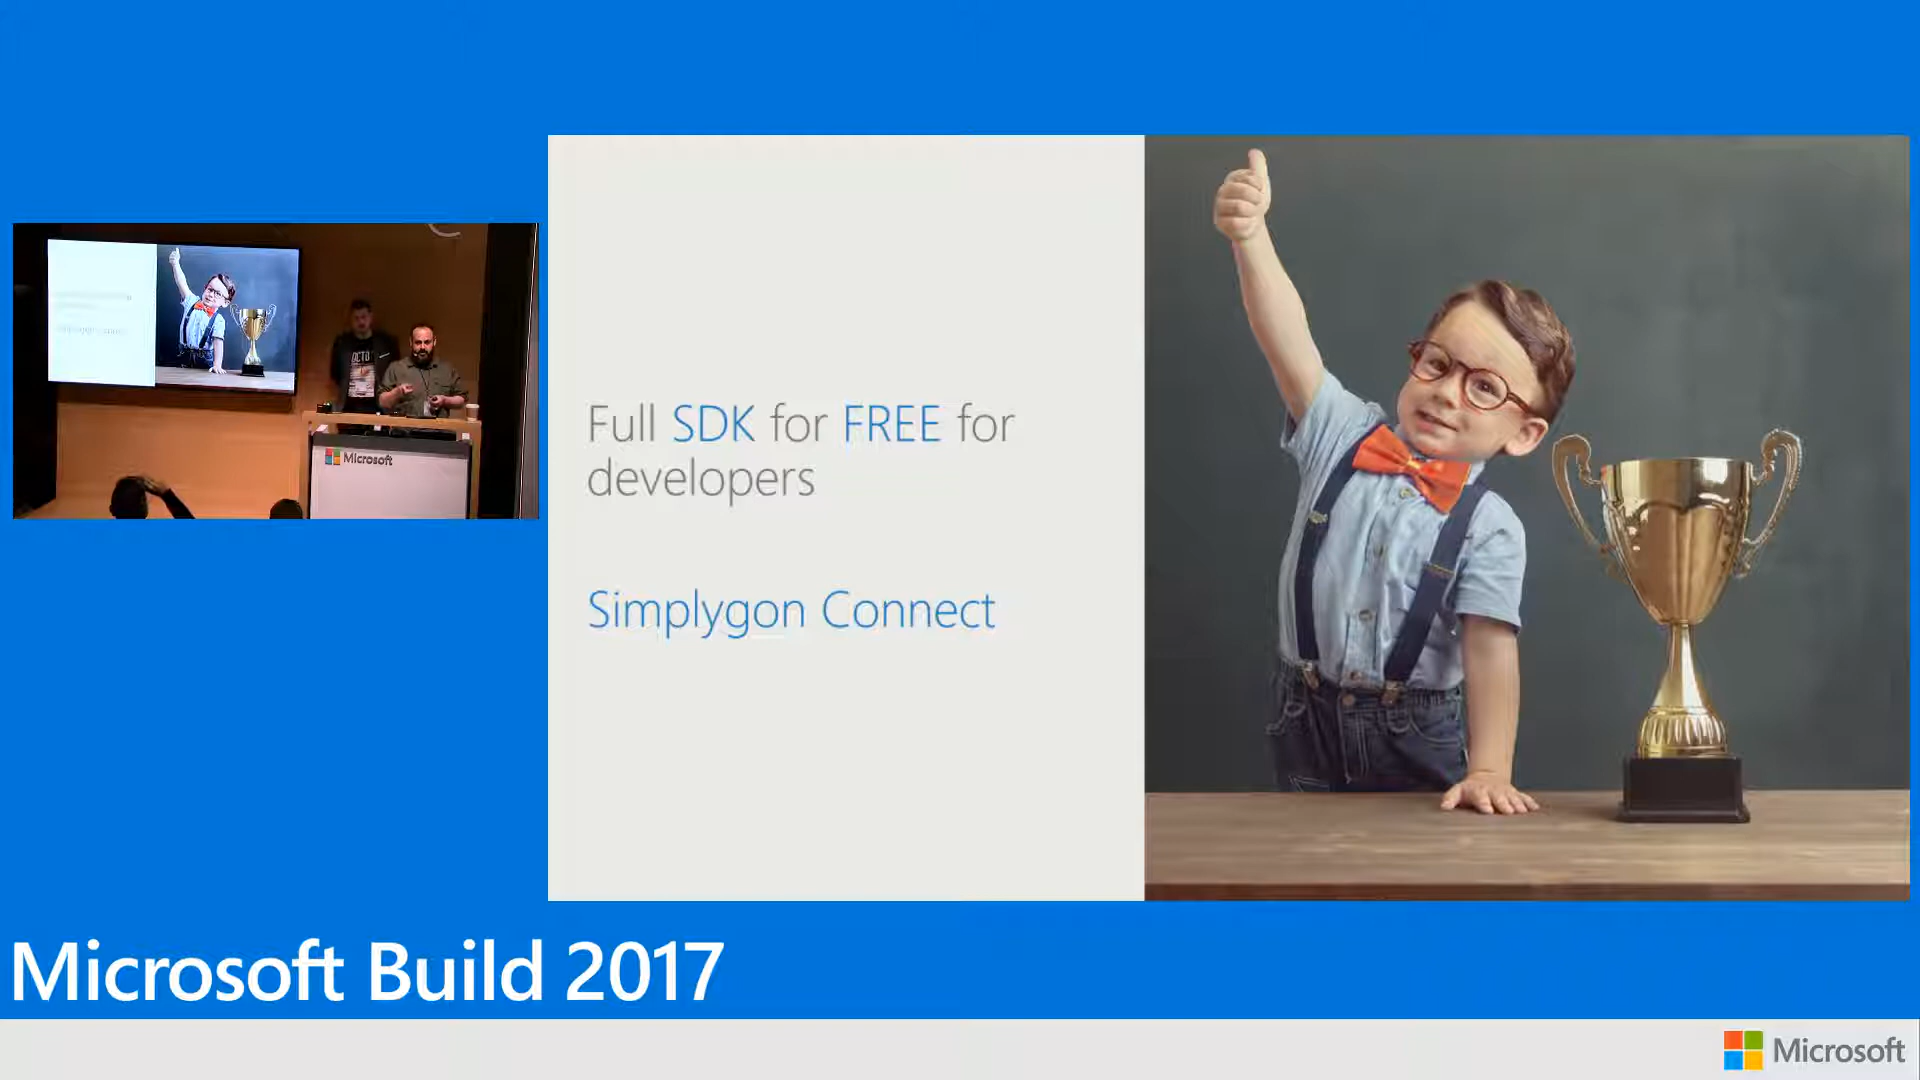 Microsoft
Full SDK for FREE for
developers
Simplygon Connect
Microsoft Build 2017
Microsoft